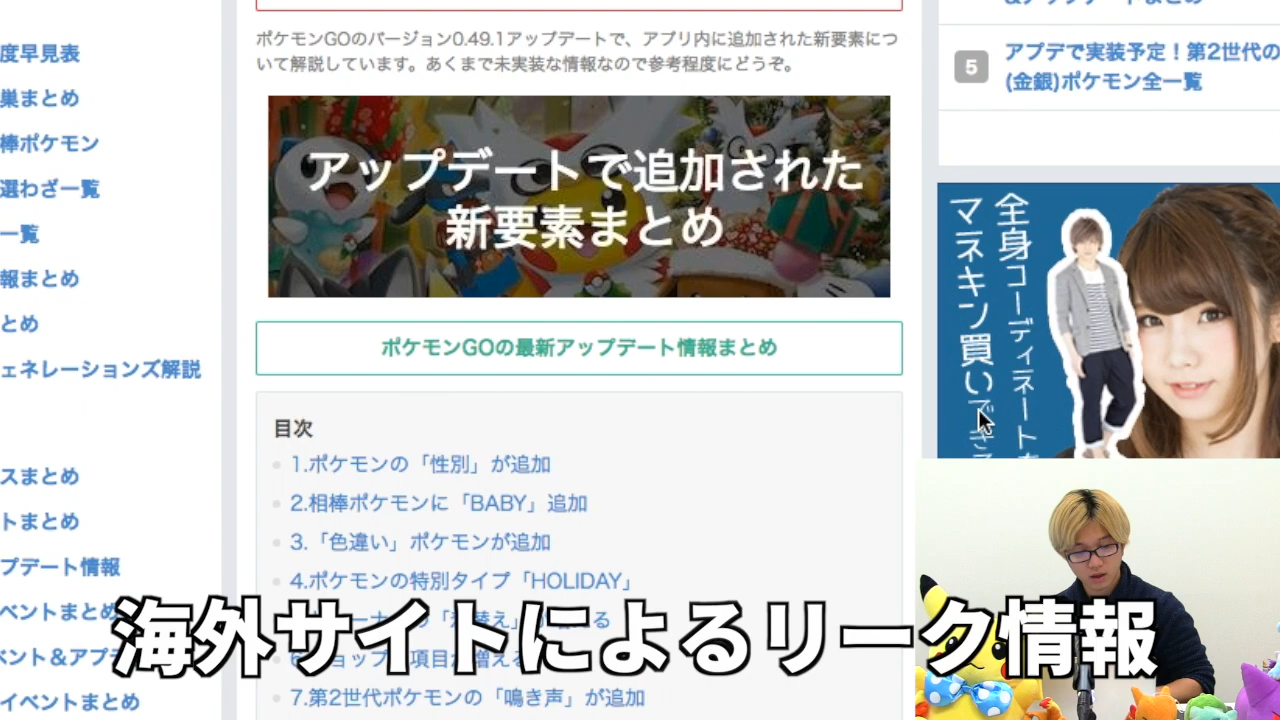 度早見表
巣まとめ
棒ポケモン
選わざ一覧
一覧
報まとめ
とめ
ェネレーションズ解説
スまとめ
トまとめ
プデート情報
ベントまとめ
イベントまとめ
ポケモンGOのバージョン0.49.1アップデートで、アプリ内に追加された新要素につ
いて解説しています。あくまで未実装な情報なので参考程度にどうぞ。
アップデートで追加された
新要素まとめ
ポケモンGOの最新アップデート情報まとめ
目次
1.ポケモンの「性別」が追加
2.相棒ポケモンに「BABY」追加
3.「色違い」ポケモンが追加
4.ポケモンの特別タイプ「HOLIDAY」
7.第2世代ポケモンの「鳴き声」が追加
5
アプデで実装予定！第2世代の
(金銀)ポケモン全一覧
全身コーディネート
マネキン買いでき
海外サイトによるリーク情報